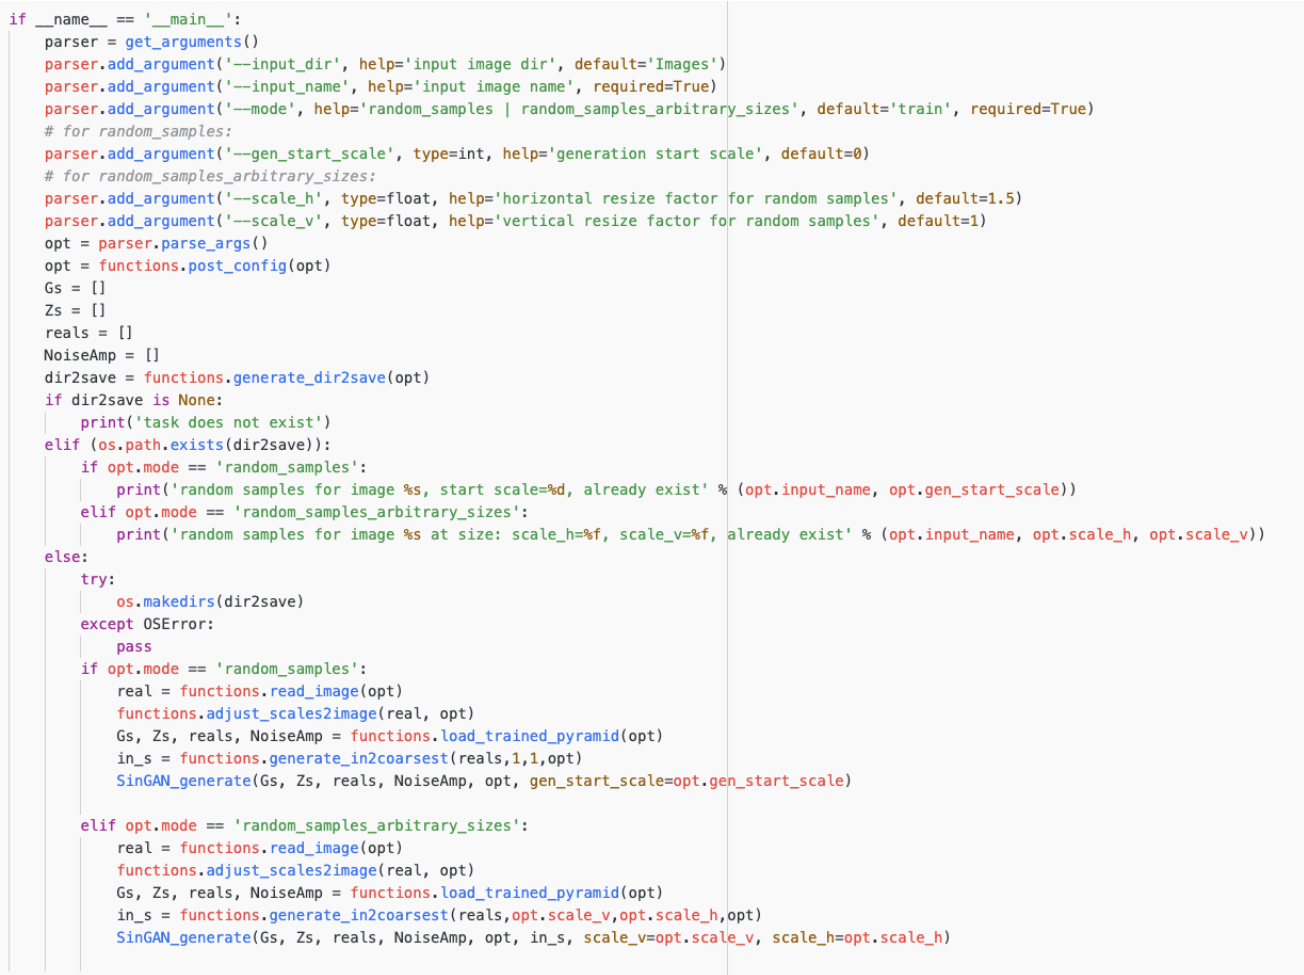 if __name__ == '__main__':
    parser = get_arguments()
    parser.add_argument('--input_dir', help='input image dir', default='Images')
    parser.add_argument('--input_name', help='input image name', required=True)
    parser.add_argument('--mode', help='random_samples | random_samples_arbitrary_sizes', default='train', required=True)
    # for random_samples:
    parser.add_argument('--gen_start_scale', type=int, help='generation start scale', default=0)
    # for random_samples_arbitrary_sizes:
    parser.add_argument('--scale_h', type=float, help='horizontal resize factor for random samples', default=1.5)
    parser.add_argument('--scale_v', type=float, help='vertical resize factor for random samples', default=1)
    opt = parser.parse_args()
    opt = functions.post_config(opt)
    Gs = []
    Zs = []
    reals = []
    NoiseAmp = []
    dir2save = functions.generate_dir2save(opt)
    if dir2save is None:
        print('task does not exist')
    elif (os.path.exists(dir2save)):
        if opt.mode == 'random_samples':
            print('random samples for image %s, start scale=%d, already exist' % (opt.input_name, opt.gen_start_scale))
        elif opt.mode == 'random_samples_arbitrary_sizes':
            print('random samples for image %s at size: scale_h=%f, scale_v=%f, already exist' % (opt.input_name, opt.scale_h, opt.scale_v))
    else:
        try:
            os.makedirs(dir2save)
        except OSError:
            pass
        if opt.mode == 'random_samples':
            real = functions.read_image(opt)
            functions.adjust_scales2image(real, opt)
            Gs, Zs, reals, NoiseAmp = functions.load_trained_pyramid(opt)
            in_s = functions.generate_in2coarsest(reals,1,1,opt)
            SinGAN_generate(Gs, Zs, reals, NoiseAmp, opt, gen_start_scale=opt.gen_start_scale)

        elif opt.mode == 'random_samples_arbitrary_sizes':
            real = functions.read_image(opt)
            functions.adjust_scales2image(real, opt)
            Gs, Zs, reals, NoiseAmp = functions.load_trained_pyramid(opt)
            in_s = functions.generate_in2coarsest(reals,opt.scale_v,opt.scale_h,opt)
            SinGAN_generate(Gs, Zs, reals, NoiseAmp, opt, in_s, scale_v=opt.scale_v, scale_h=opt.scale_h)